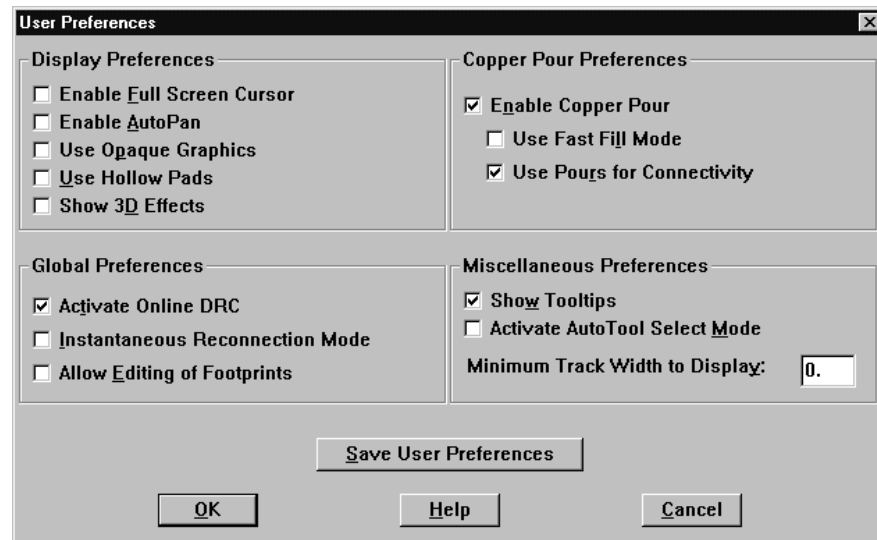 User Preferences
Display Preferences
Enable Full Screen Cursor
Enable AutoPan
Use Opaque Graphics
Use Hollow Pads
Show 3D Effects
Copper Pour Preferences
Enable Copper Pour
Use Fast Fill Mode
Use Pours for Connectivity
Global Preferences
Activate Online DRC
Instantaneous Reconnection Mode
Allow Editing of Footprints
Miscellaneous Preferences
Show Tooltips
Activate AutoTool Select Mode
Minimum Track Width to Display: 0.
Save User Preferences
OK
Help
Cancel